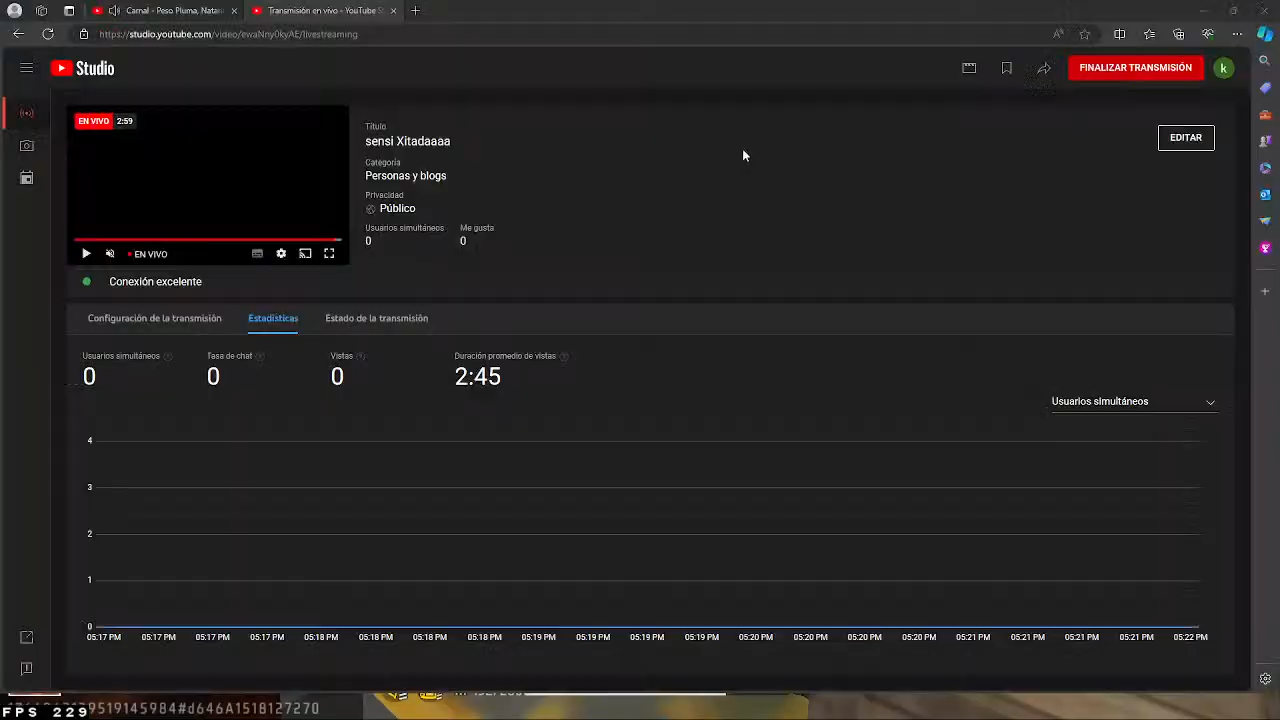 Carnal - Peso Pluma, Natan
Transmisión en vivo - YouTube S
https://studio.youtube.com/video/ewaNny0kyAE/livestreaming
Studio
FINALIZAR TRANSMISIÓN
k
EN VIVO 2:59
Título
sensi Xitadaaaa
EDITAR
Categoría
Personas y blogs
Privacidad
Público
Usuarios simultáneos Me gusta
0 0
EN VIVO
Conexión excelente
Configuración de la transmisión Estadísticas Estado de la transmisión
Usuarios simultáneos Tasa de chat Vistas Duración promedio de vistas
0 0 0 2:45
Usuarios simultáneos
4
3
2
1
0
05:17 PM 05:17 PM 05:17 PM 05:17 PM 05:18 PM 05:18 PM 05:18 PM 05:18 PM 05:19 PM 05:19 PM 05:19 PM 05:19 PM 05:20 PM 05:20 PM 05:20 PM 05:20 PM 05:21 PM 05:21 PM 05:21 PM 05:21 PM 05:22 PM
FPS 229